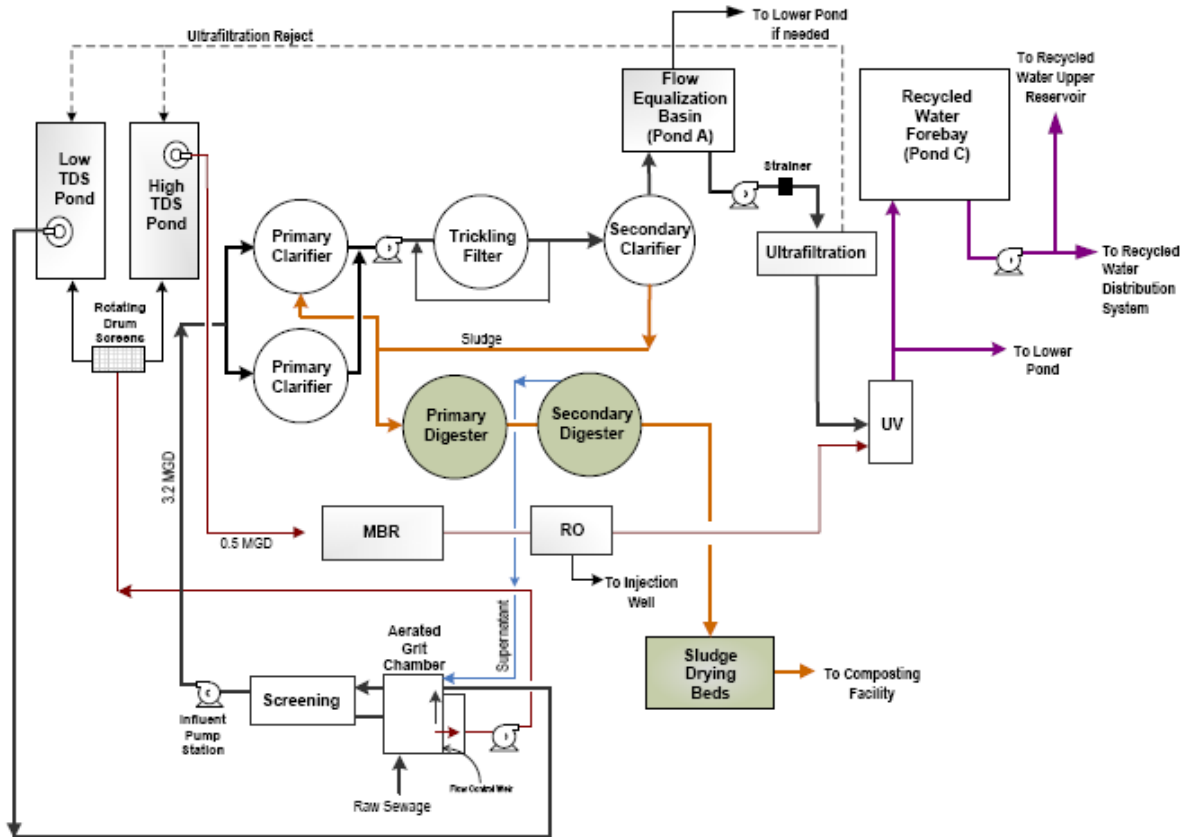 To Lower Pond
if needed
Ultrafiltration Reject
To Recycled
Water Upper
Reservoir
Flow
Equalization
Basin
(Pond A)
Recycled
Water
Forebay
(Pond C)
Low
TDS
Pond
High
TDS
Pond
Strainer
Primary
Clarifier
Trickling
Filter
Secondary
Clarifier
Ultrafiltration
To Recycled
Water
Distribution
System
Rotating
Drum
Screens
Sludge
Primary
Clarifier
To Lower
Pond
Primary
Digester
Secondary
Digester
UV
3.2 MGD
0.5 MGD
MBR
RO
To Injection
Well
Supernatant
Aerated
Grit
Chamber
Sludge
Drying
Beds
To Composting
Facility
Screening
Influent
Pump
Station
Flow Control Weir
Raw Sewage